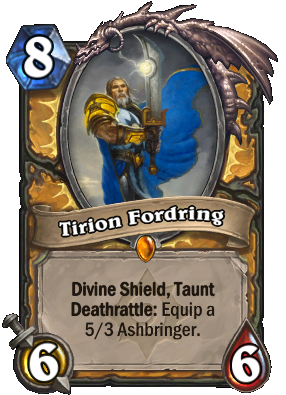 8
Tirion Fordring
Divine Shield, Taunt
Deathrattle: Equip a
5/3 Ashbringer.
6 6